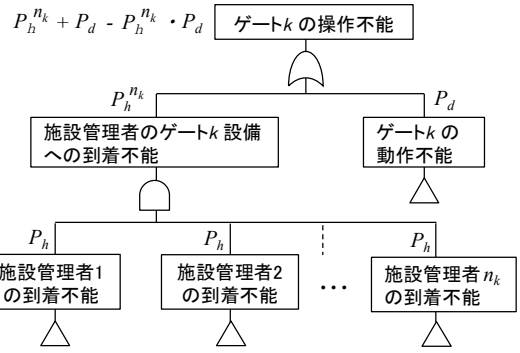 P_h^{n_k} + P_d - P_h^{n_k} ・ P_d
ゲートk の操作不能
P_h^{n_k}
P_d
施設管理者のゲートk 設備
への到着不能
ゲートk の
動作不能
P_h
P_h
P_h
施設管理者1
の到着不能
施設管理者2
の到着不能
…
施設管理者 n_k
の到着不能